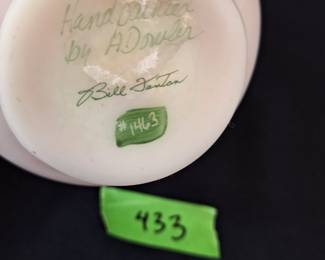 Hand Painted
by A Dowler
Bill Fenton
#1463
433